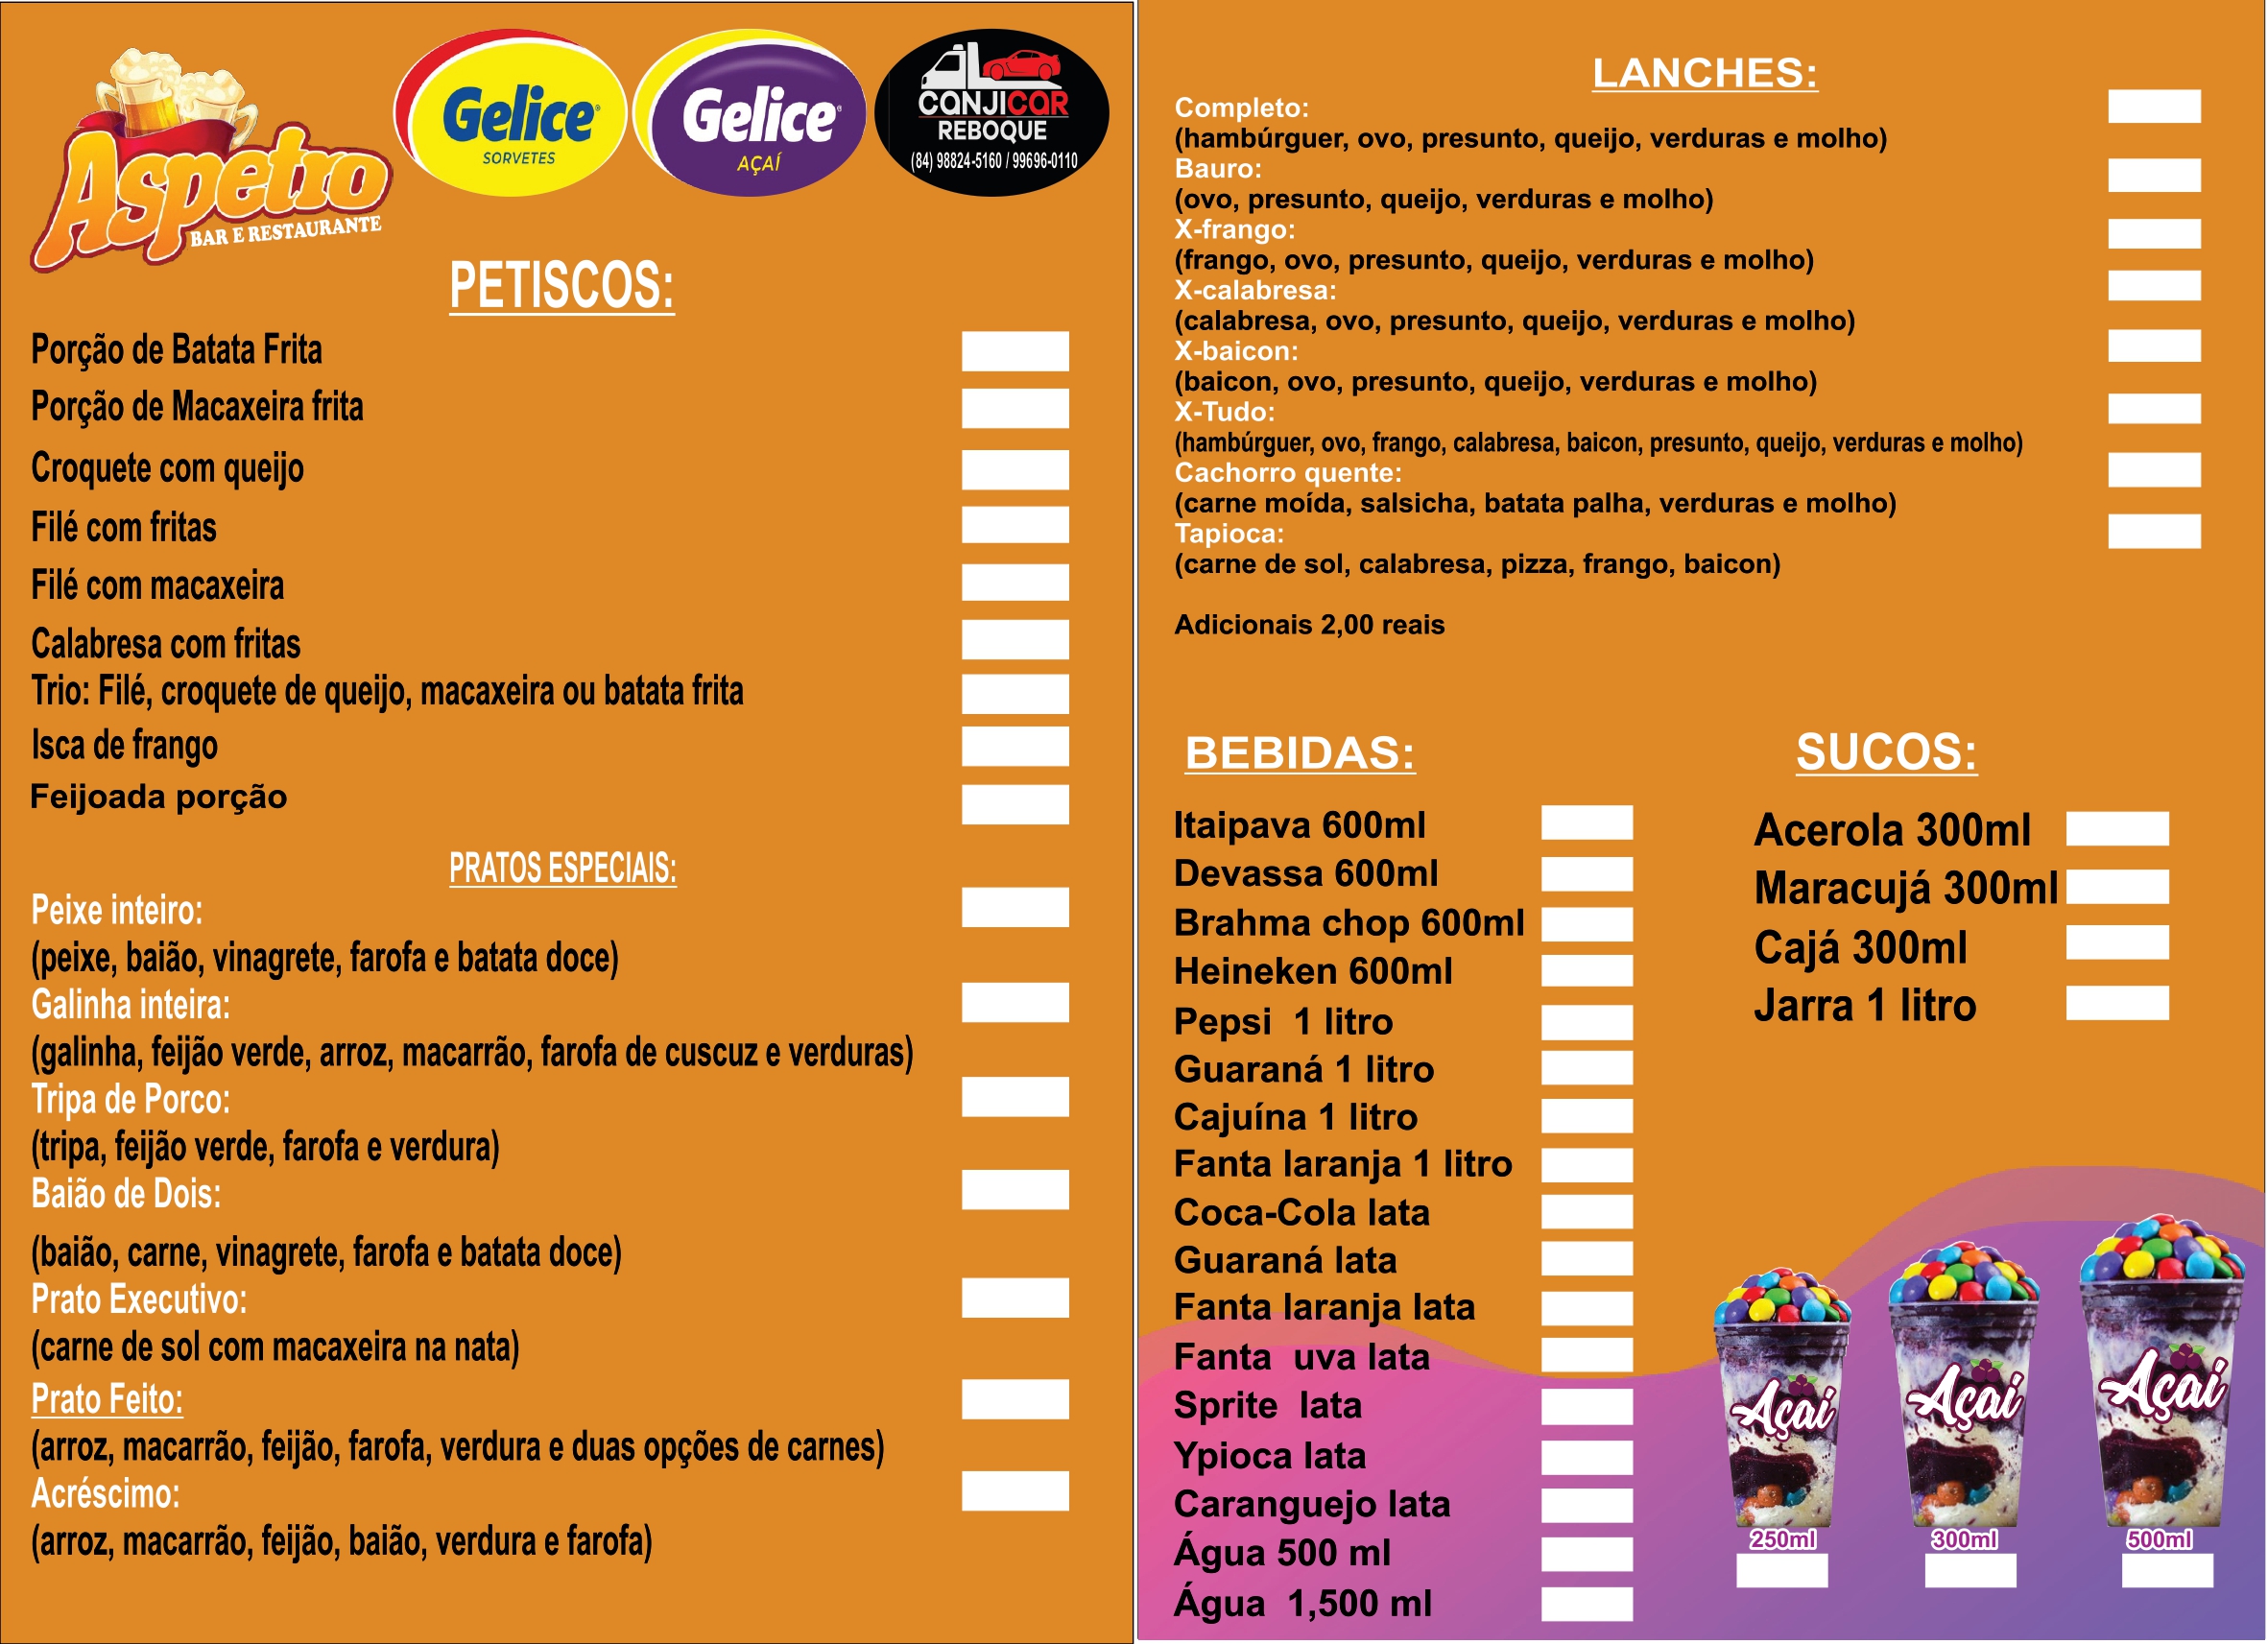 Aspetro
BAR E RESTAURANTE
Gelice
SORVETES
Gelice
AÇAÍ
CANJICAR
REBOQUE
(84) 98824-5160 / 99696-0110
PETISCOS:
Porção de Batata Frita
Porção de Macaxeira frita
Croquete com queijo
Filé com fritas
Filé com macaxeira
Calabresa com fritas
Trio: Filé, croquete de queijo, macaxeira ou batata frita
Isca de frango
Feijoada porção
PRATOS ESPECIAIS:
Peixe inteiro:
(peixe, baião, vinagrete, farofa e batata doce)
Galinha inteira:
(galinha, feijão verde, arroz, macarrão, farofa de cuscuz e verduras)
Tripa de Porco:
(tripa, feijão verde, farofa e verdura)
Baião de Dois:
(baião, carne, vinagrete, farofa e batata doce)
Prato Executivo:
(carne de sol com macaxeira na nata)
Prato Feito:
(arroz, macarrão, feijão, farofa, verdura e duas opções de carnes)
Acréscimo:
(arroz, macarrão, feijão, baião, verdura e farofa)
LANCHES:
Completo:
(hambúrguer, ovo, presunto, queijo, verduras e molho)
Bauro:
(ovo, presunto, queijo, verduras e molho)
X-frango:
(frango, ovo, presunto, queijo, verduras e molho)
X-calabresa:
(calabresa, ovo, presunto, queijo, verduras e molho)
X-baicon:
(baicon, ovo, presunto, queijo, verduras e molho)
X-Tudo:
(hambúrguer, ovo, frango, calabresa, baicon, presunto, queijo, verduras e molho)
Cachorro quente:
(carne moída, salsicha, batata palha, verduras e molho)
Tapioca:
(carne de sol, calabresa, pizza, frango, baicon)
Adicionais 2,00 reais
BEBIDAS:
Itaipava 600ml
Devassa 600ml
Brahma chop 600ml
Heineken 600ml
Pepsi 1 litro
Guaraná 1 litro
Cajuína 1 litro
Fanta laranja 1 litro
Coca-Cola lata
Guaraná lata
Fanta laranja lata
Fanta uva lata
Sprite lata
Ypioca lata
Caranguejo lata
Água 500 ml
Água 1,500 ml
SUCOS:
Acerola 300ml
Maracujá 300ml
Cajá 300ml
Jarra 1 litro
Açaí
Açaí
Açaí
250ml
300ml
500ml